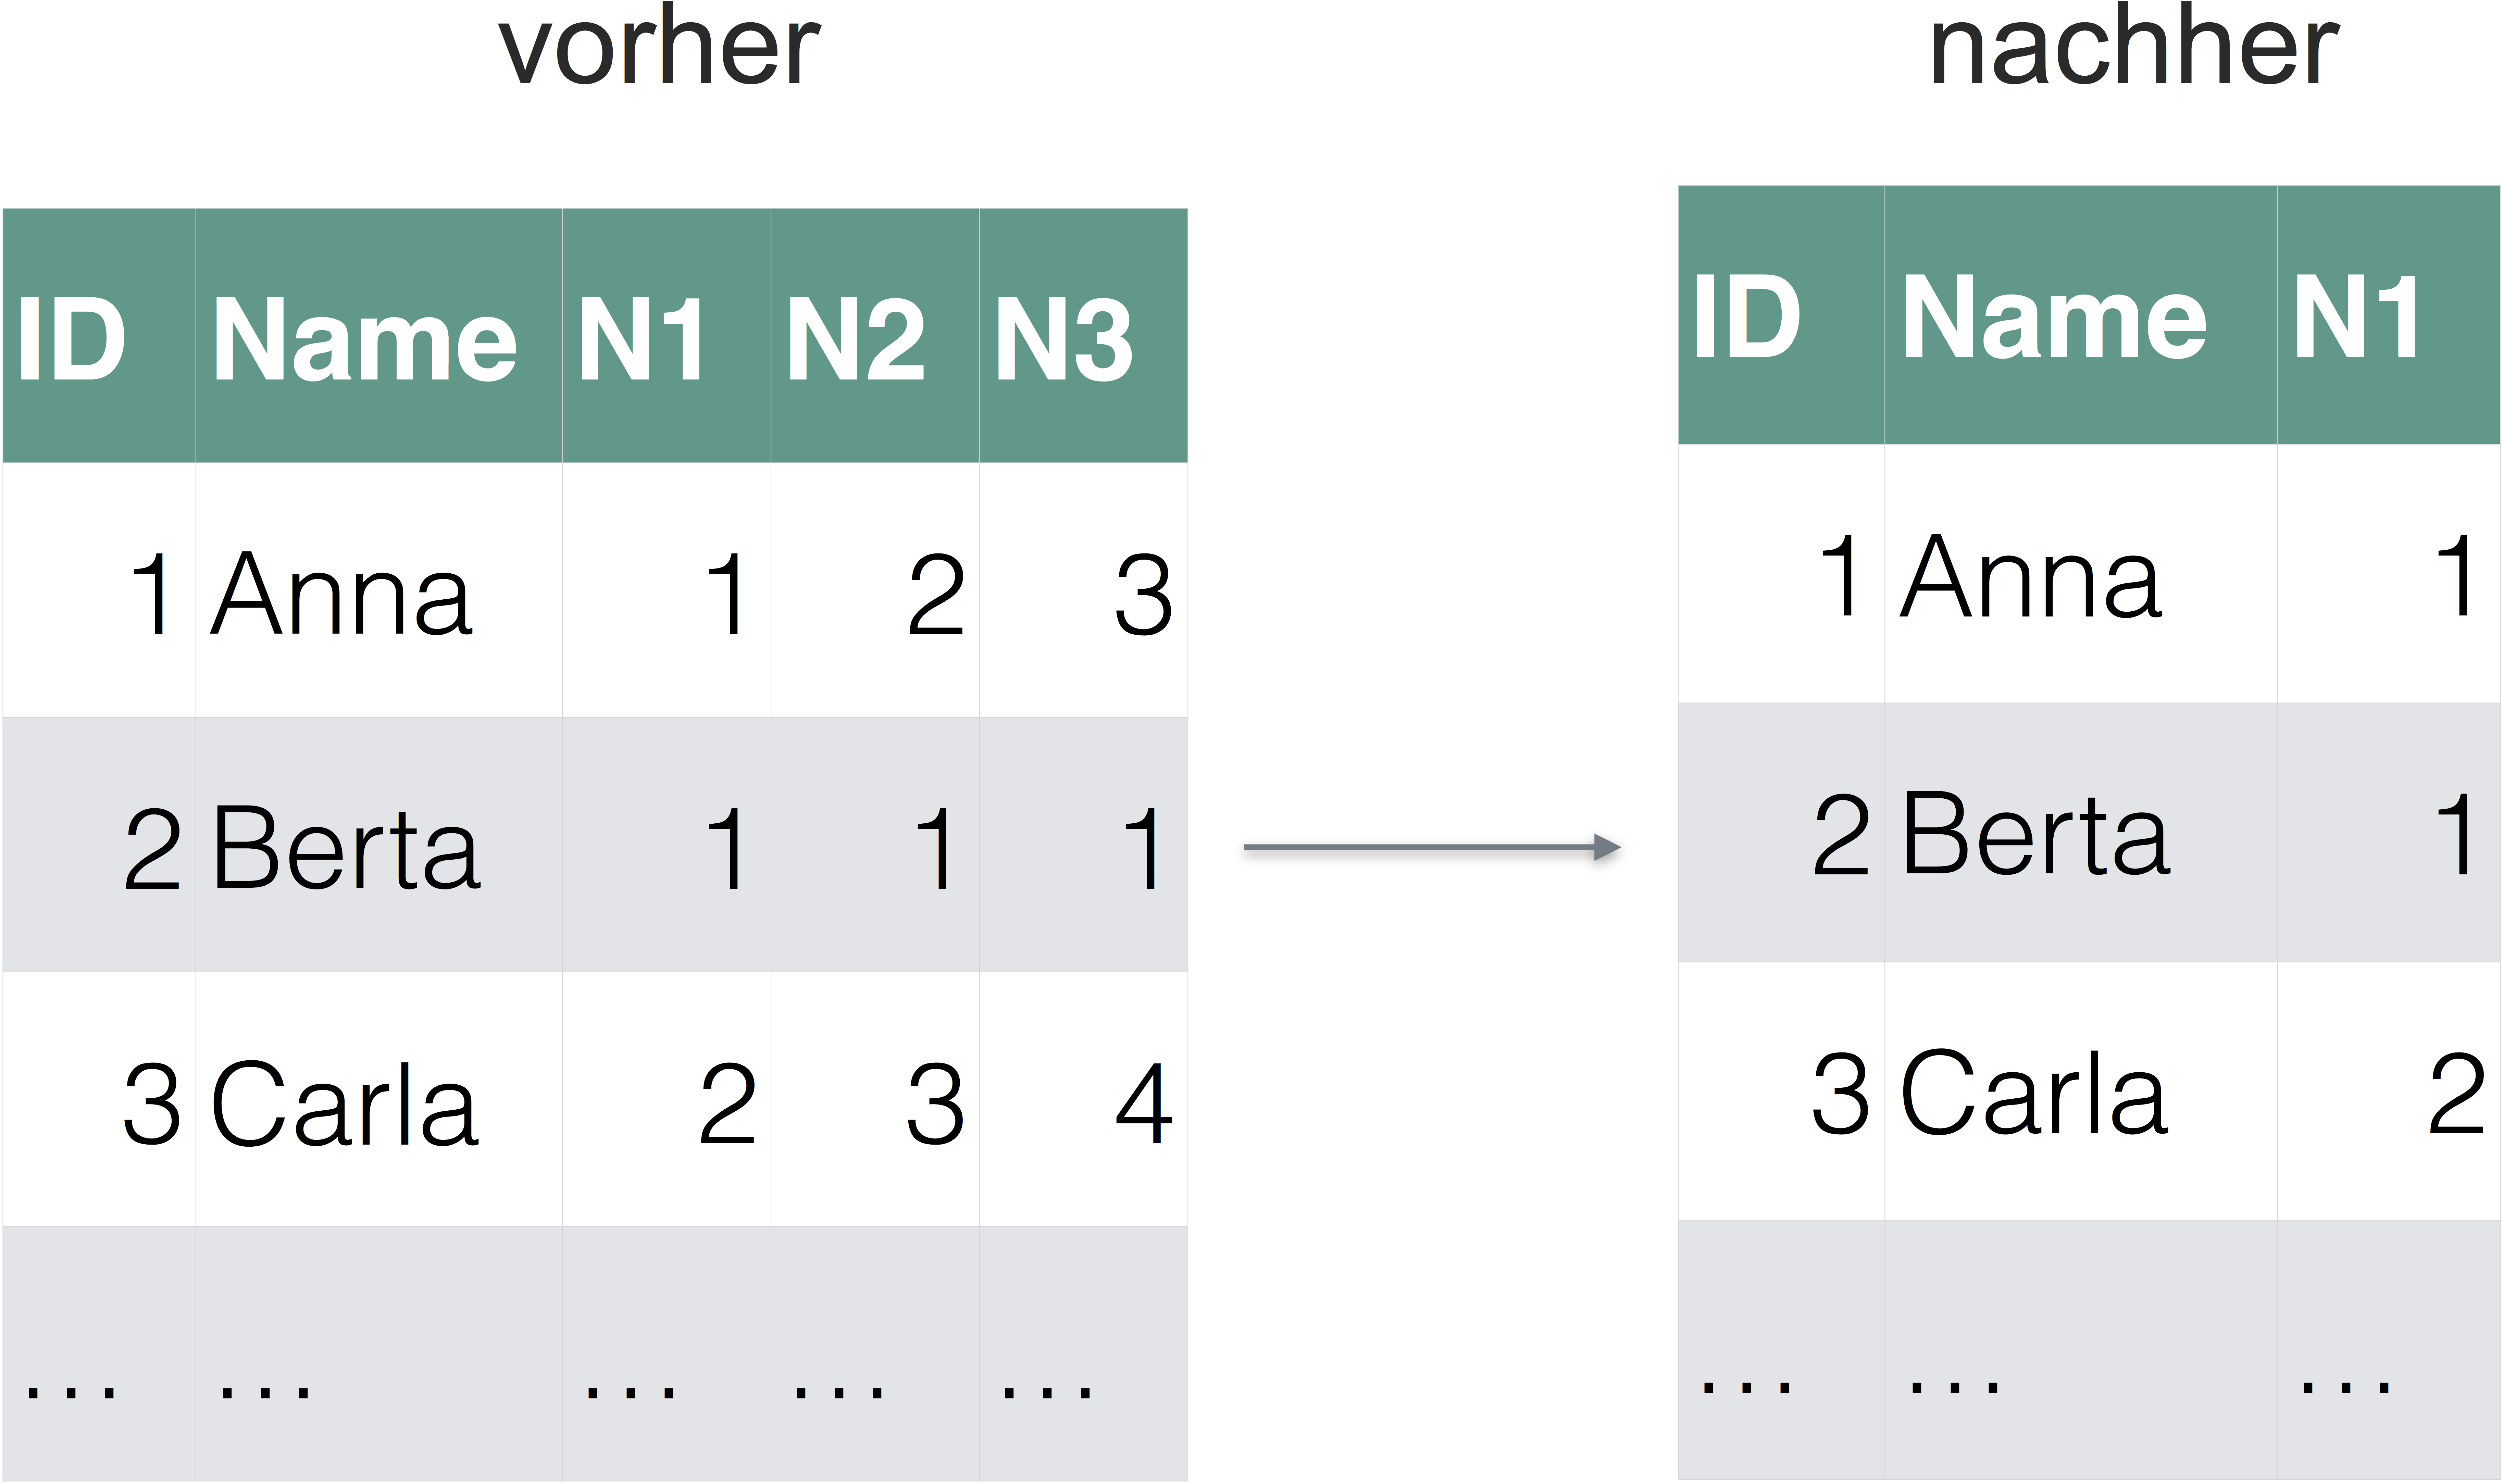 vorher
ID Name N1 N2 N3
1 Anna 1 2 3
2 Berta 1 1 1
3 Carla 2 3 4
... ... ... ... ...
nachher
ID Name N1
1 Anna 1
2 Berta 1
3 Carla 2
... ... ...